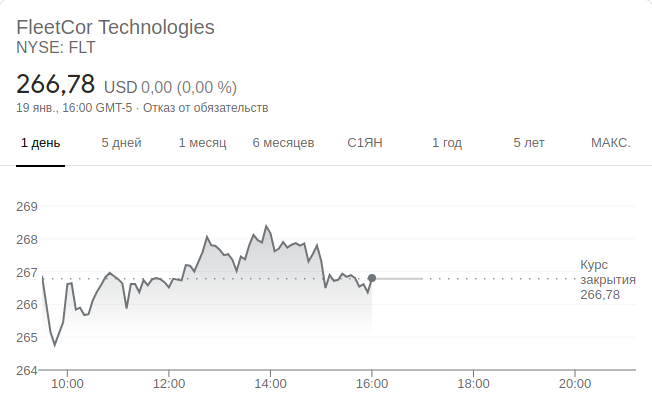 FleetCor Technologies
NYSE: FLT
266,78 USD 0,00 (0,00 %)
19 янв., 16:00 GMT-5 · Отказ от обязательств
1 день 5 дней 1 месяц 6 месяцев С1ЯН 1 год 5 лет МАКС.
269
268
267
266
265
264
Курс
закрытия
266,78
10:00 12:00 14:00 16:00 18:00 20:00